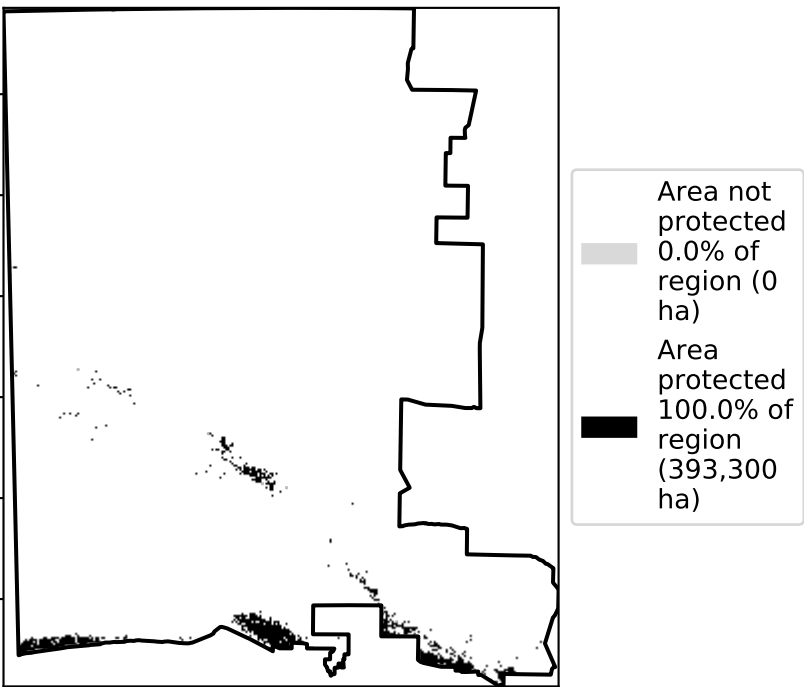 Area not
protected
0.0% of
region (0
ha)
Area
protected
100.0% of
region
(393,300
ha)